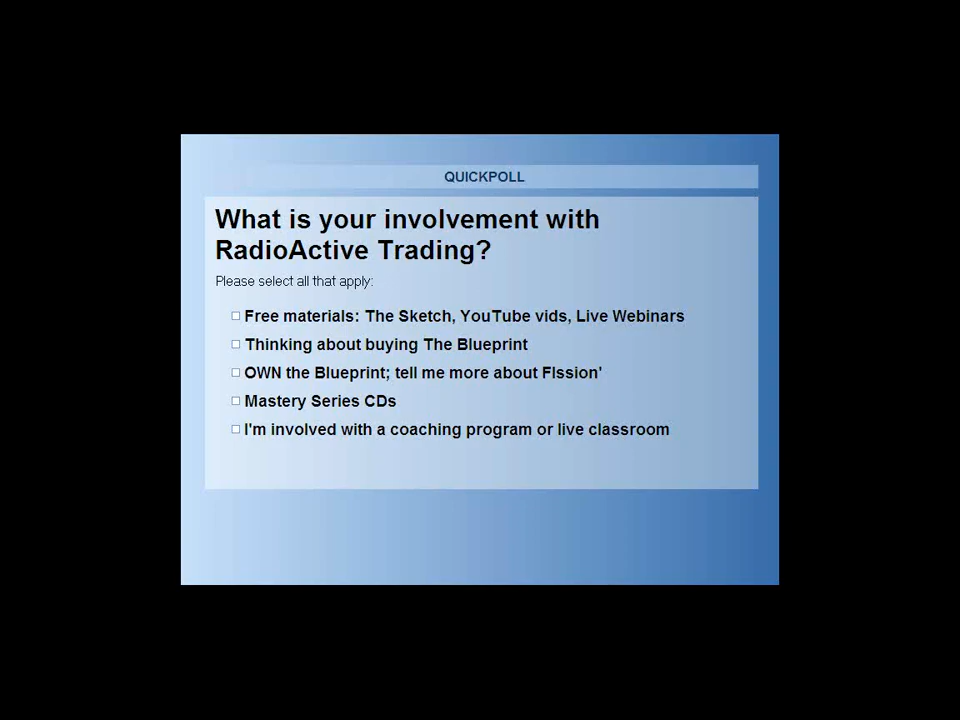 QUICKPOLL
What is your involvement with
RadioActive Trading?
Please select all that apply:
Free materials: The Sketch, YouTube vids, Live Webinars
Thinking about buying The Blueprint
OWN the Blueprint; tell me more about FIssion'
Mastery Series CDs
I'm involved with a coaching program or live classroom